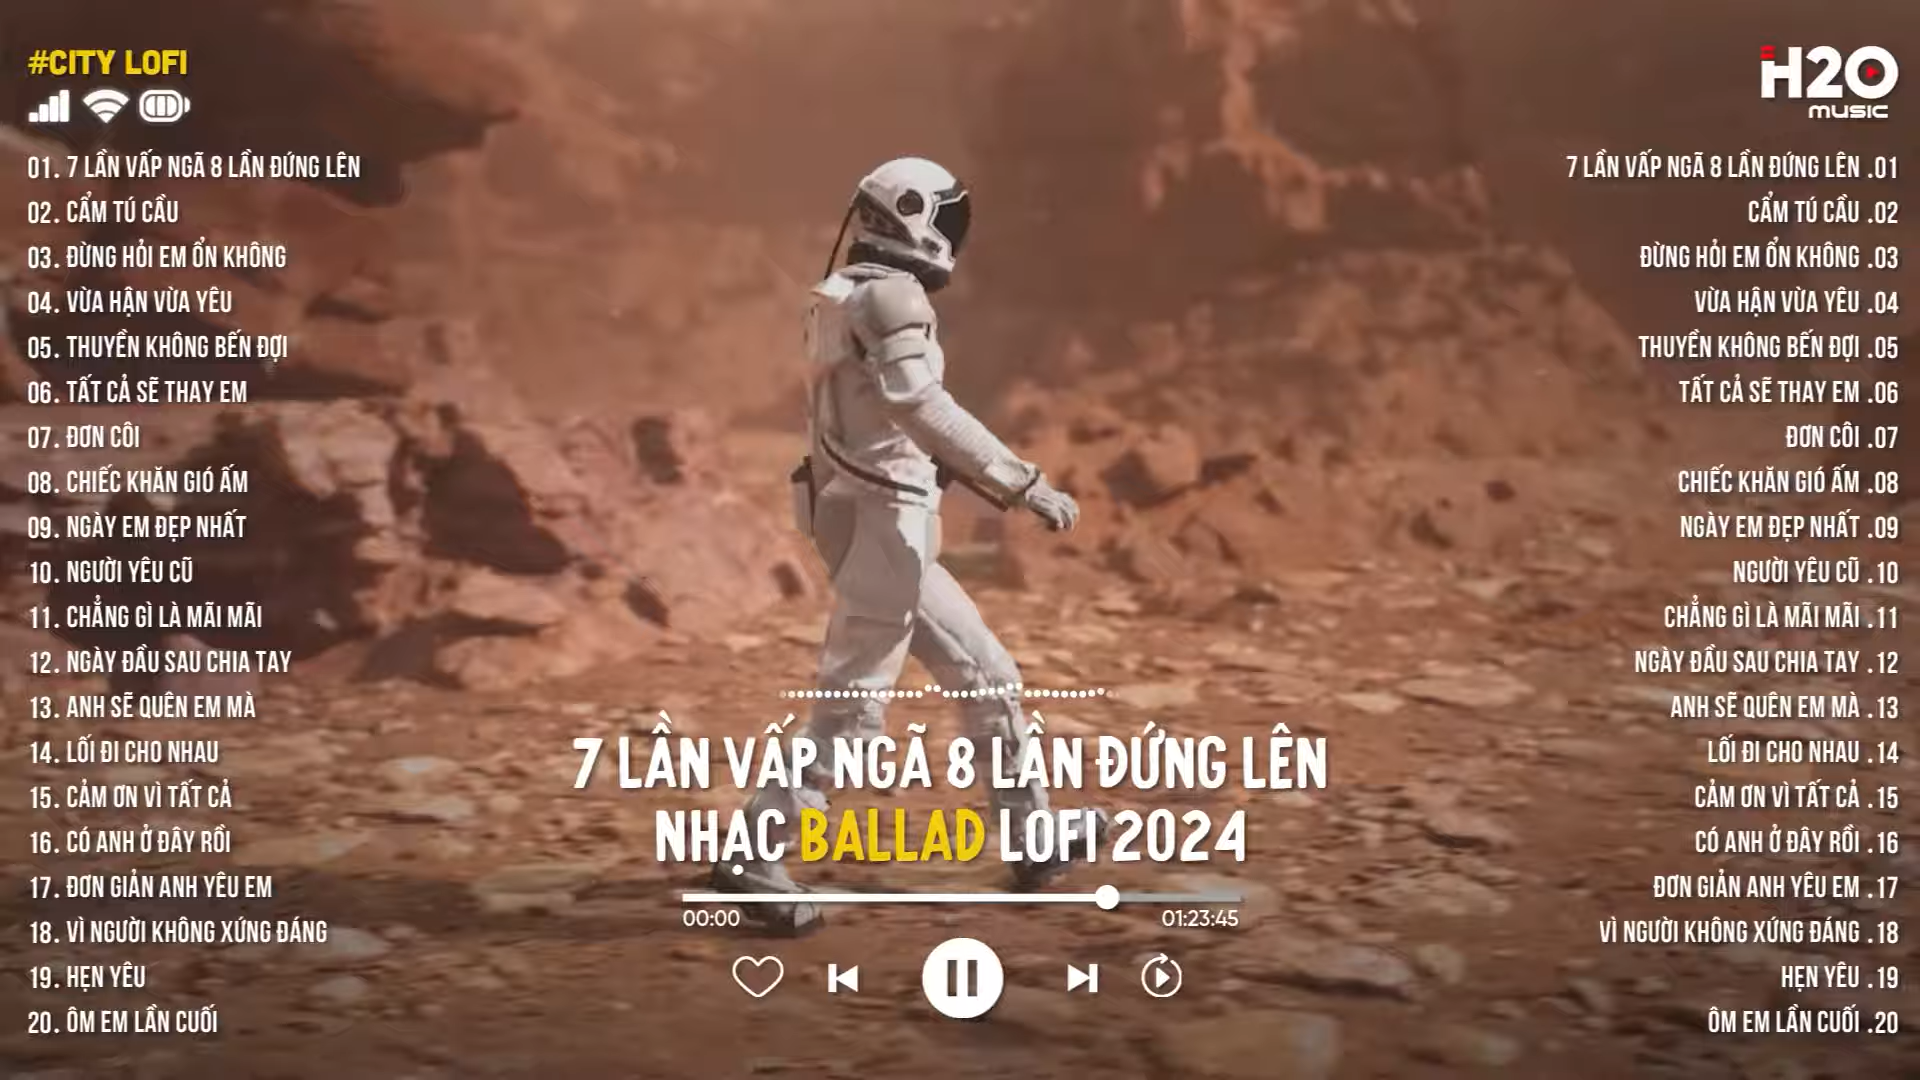 #CITY LOFI
01. 7 LẦN VẤP NGÃ 8 LẦN ĐỨNG LÊN
02. CẨM TÚ CẦU
03. ĐỪNG HỎI EM ỔN KHÔNG
04. VỪA HẬN VỪA YÊU
05. THUYỀN KHÔNG BẾN ĐỢI
06. TẤT CẢ SẼ THAY EM
07. ĐƠN CÔI
08. CHIẾC KHĂN GIÓ ẤM
09. NGÀY EM ĐẸP NHẤT
10. NGƯỜI YÊU CŨ
11. CHẲNG GÌ LÀ MÃI MÃI
12. NGÀY ĐẦU SAU CHIA TAY
13. ANH SẼ QUÊN EM MÀ
14. LỐI ĐI CHO NHAU
15. CẢM ƠN VÌ TẤT CẢ
16. CÓ ANH Ở ĐÂY RỒI
17. ĐƠN GIẢN ANH YÊU EM
18. VÌ NGƯỜI KHÔNG XỨNG ĐÁNG
19. HẸN YÊU
20. ÔM EM LẦN CUỐI
7 LẦN VẤP NGÃ 8 LẦN ĐỨNG LÊN
NHẠC BALLAD LOFI 2024
00:00
01:23:45
H2O
MUSIC
7 LẦN VẤP NGÃ 8 LẦN ĐỨNG LÊN .01
CẨM TÚ CẦU .02
ĐỪNG HỎI EM ỔN KHÔNG .03
VỪA HẬN VỪA YÊU .04
THUYỀN KHÔNG BẾN ĐỢI .05
TẤT CẢ SẼ THAY EM .06
ĐƠN CÔI .07
CHIẾC KHĂN GIÓ ẤM .08
NGÀY EM ĐẸP NHẤT .09
NGƯỜI YÊU CŨ .10
CHẲNG GÌ LÀ MÃI MÃI .11
NGÀY ĐẦU SAU CHIA TAY .12
ANH SẼ QUÊN EM MÀ .13
LỐI ĐI CHO NHAU .14
CẢM ƠN VÌ TẤT CẢ .15
CÓ ANH Ở ĐÂY RỒI .16
ĐƠN GIẢN ANH YÊU EM .17
VÌ NGƯỜI KHÔNG XỨNG ĐÁNG .18
HẸN YÊU .19
ÔM EM LẦN CUỐI .20